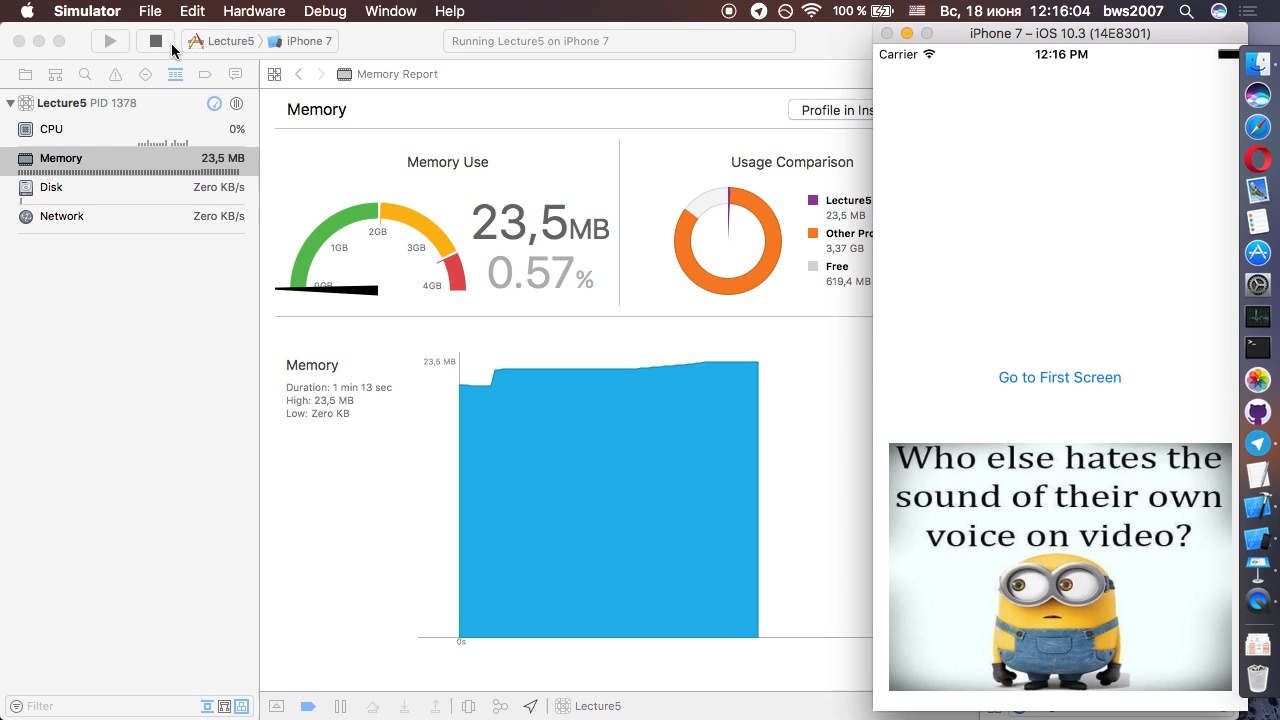 Simulator File Edit Hardware Debug Window Help 100 % Вс, 18 июня 12:16:04 bws2007
Lecture5 iPhone 7 Running Lecture5 on iPhone 7
iPhone 7 – iOS 10.3 (14E8301)
Carrier 12:16 PM
Memory Report
Lecture5 PID 1378
CPU 0%
Memory 23,5 MB
Disk Zero KB/s
Network Zero KB/s
Memory
Profile in Ins
Memory Use
0GB 1GB 2GB 3GB 4GB
23,5MB
0.57%
Usage Comparison
Lecture5
23,5 MB
Other Pro
3,37 GB
Free
619,4 MB
Memory
Duration: 1 min 13 sec
High: 23,5 MB
Low: Zero KB
23,5 MB
0s
Go to First Screen
Who else hates the
sound of their own
voice on video?
Filter
Lecture5